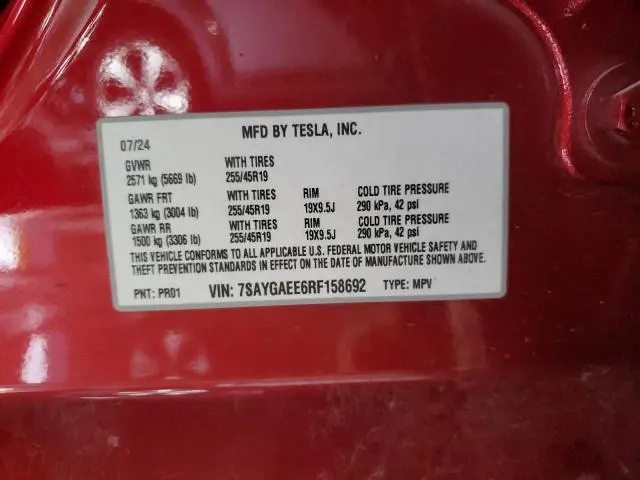 07/24 MFD BY TESLA, INC.
GVWR WITH TIRES
2571 kg (5669 lb) 255/45R19
GAWR FRT WITH TIRES RIM COLD TIRE PRESSURE
1363 kg (3004 lb) 255/45R19 19X9.5J 290 kPa, 42 psi
GAWR RR WITH TIRES RIM COLD TIRE PRESSURE
1500 kg (3306 lb) 255/45R19 19X9.5J 290 kPa, 42 psi
THIS VEHICLE CONFORMS TO ALL APPLICABLE U.S. FEDERAL MOTOR VEHICLE SAFETY AND
THEFT PREVENTION STANDARDS IN EFFECT ON THE DATE OF MANUFACTURE SHOWN ABOVE.
PNT: PR01 VIN: 7SAYGAEE6RF158692 TYPE: MPV